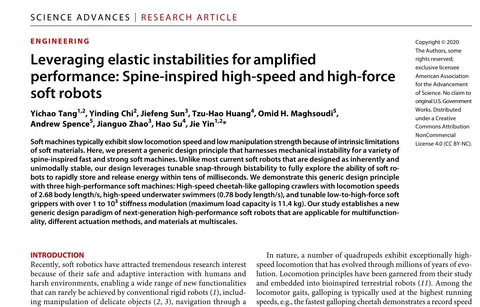 SCIENCE ADVANCES | RESEARCH ARTICLE
ENGINEERING
Leveraging elastic instabilities for amplified
performance: Spine-inspired high-speed and high-force
soft robots
Yichao Tang1,2, Yinding Chi2, Jiefeng Sun3, Tzu-Hao Huang4, Omid H. Maghsoudi5,
Andrew Spence5, Jianguo Zhao3, Hao Su4, Jie Yin1,2*
Soft machines typically exhibit slow locomotion speed and low manipulation strength because of intrinsic limitations
of soft materials. Here, we present a generic design principle that harnesses mechanical instability for a variety of
spine-inspired fast and strong soft machines. Unlike most current soft robots that are designed as inherently and
unimodally stable, our design leverages tunable snap-through bistability to fully explore the ability of soft ro-
bots to rapidly store and release energy within tens of milliseconds. We demonstrate this generic design principle
with three high-performance soft machines: High-speed cheetah-like galloping crawlers with locomotion speeds
of 2.68 body length/s, high-speed underwater swimmers (0.78 body length/s), and tunable low-to-high-force soft
grippers with over 1 to 10³ stiffness modulation (maximum load capacity is 11.4 kg). Our study establishes a new
generic design paradigm of next-generation high-performance soft robots that are applicable for multifunction-
ality, different actuation methods, and materials at multiscales.
Copyright © 2020
The Authors, some
rights reserved;
exclusive licensee
American Association
for the Advancement
of Science. No claim to
original U.S. Government
Works. Distributed
under a Creative
Commons Attribution
NonCommercial
License 4.0 (CC BY-NC).
INTRODUCTION
Recently, soft robotics has attracted tremendous research interest
because of their safe and adaptive interaction with humans and
harsh environments, enabling a wide range of new functionalities
that can rarely be achieved by conventional rigid robots (1), includ-
ing manipulation of delicate objects (2, 3), navigation through a
In nature, a number of quadrupeds exhibit exceptionally high-
speed locomotion that has evolved through millions of years of evo-
lution. Locomotion principles have been garnered from their study
and embedded into bioinspired terrestrial robots (11). Among the
locomotor gaits, galloping is typically used at the highest running
speeds, e.g., the fastest galloping cheetah demonstrates a record speed